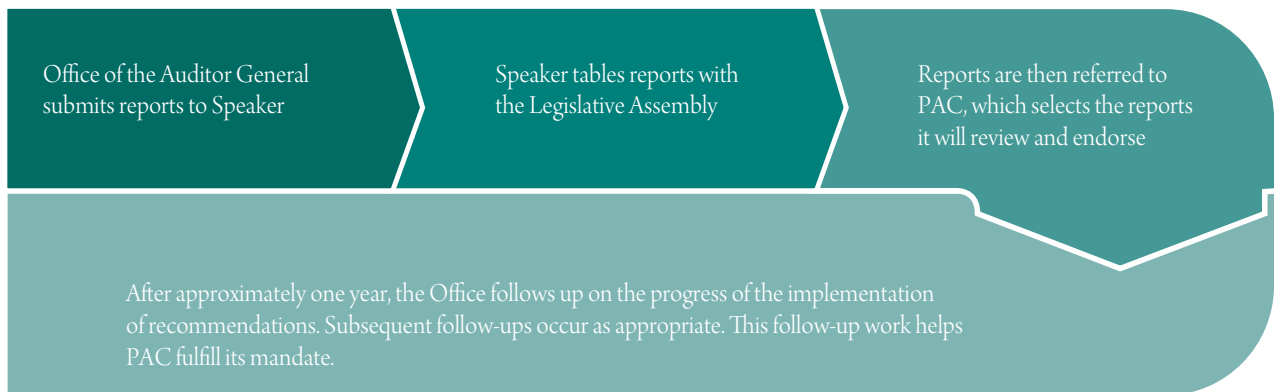 Office of the Auditor General
submits reports to Speaker
Speaker tables reports with
the Legislative Assembly
Reports are then referred to
PAC, which selects the reports
it will review and endorse
After approximately one year, the Office follows up on the progress of the implementation
of recommendations. Subsequent follow-ups occur as appropriate. This follow-up work helps
PAC fulfill its mandate.